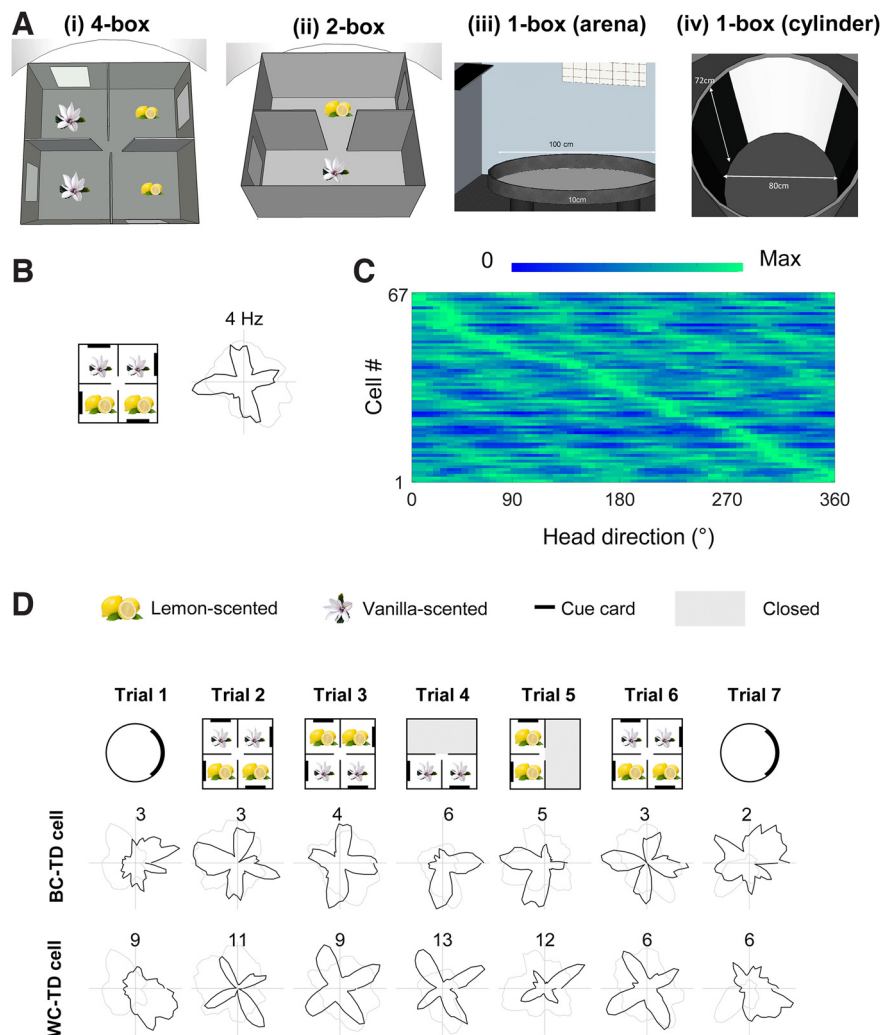 A
(i) 4-box
(ii) 2-box
(iii) 1-box (arena)
(iv) 1-box (cylinder)
100 cm
10cm
72cm
80cm
B
4 Hz
C
0 Max
67
Cell #
1
0 90 180 270 360
Head direction (°)
D
Lemon-scented Vanilla-scented Cue card Closed
Trial 1 Trial 2 Trial 3 Trial 4 Trial 5 Trial 6 Trial 7
BC-TD cell
3 3 4 6 5 3 2
WC-TD cell
9 11 9 13 12 6 6